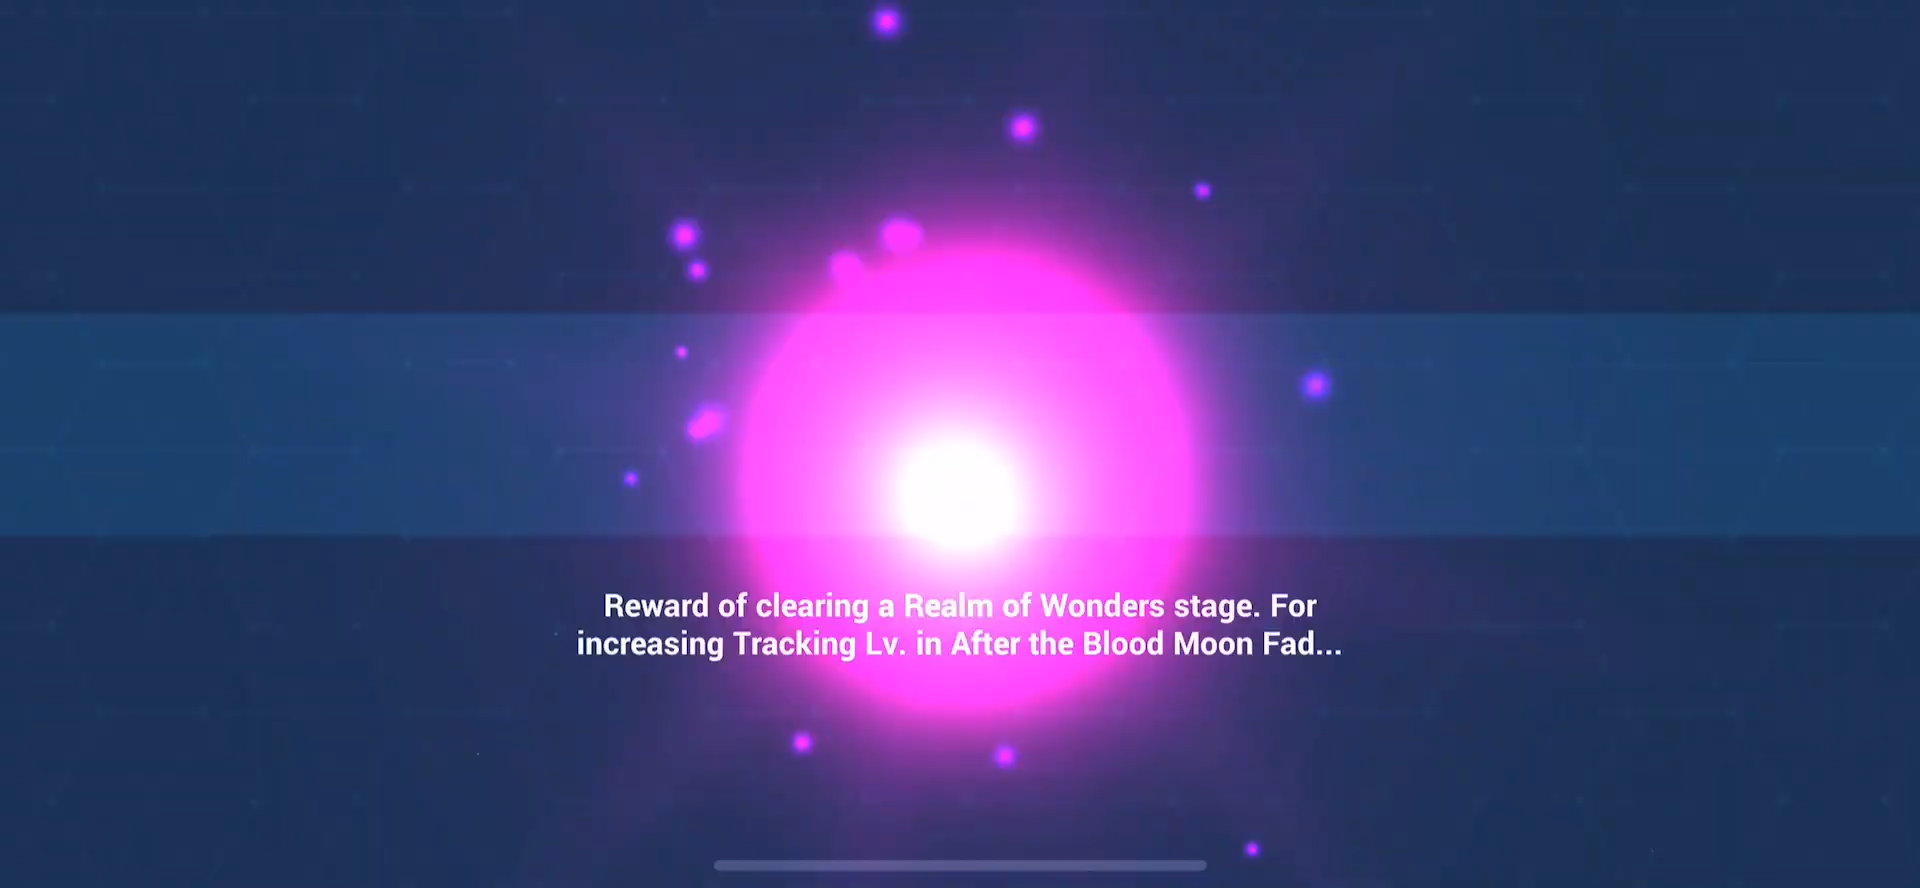 Reward of clearing a Realm of Wonders stage. For
increasing Tracking Lv. in After the Blood Moon Fad...